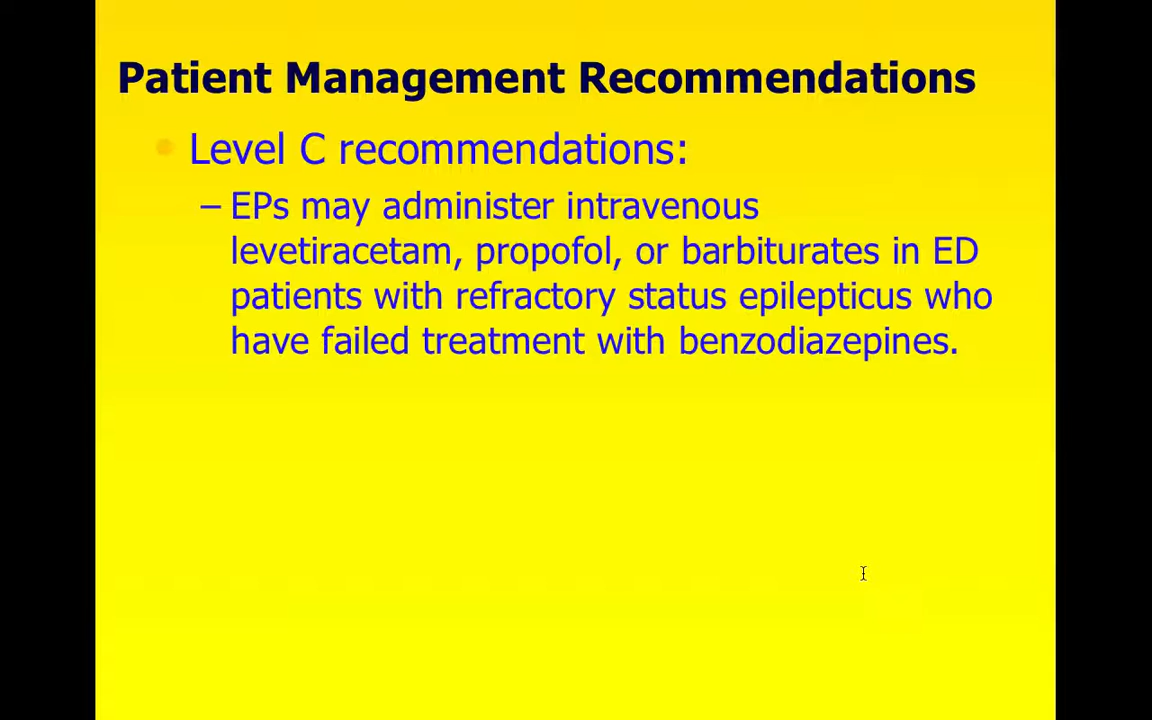 Patient Management Recommendations
Level C recommendations:
– EPs may administer intravenous
levetiracetam, propofol, or barbiturates in ED
patients with refractory status epilepticus who
have failed treatment with benzodiazepines.